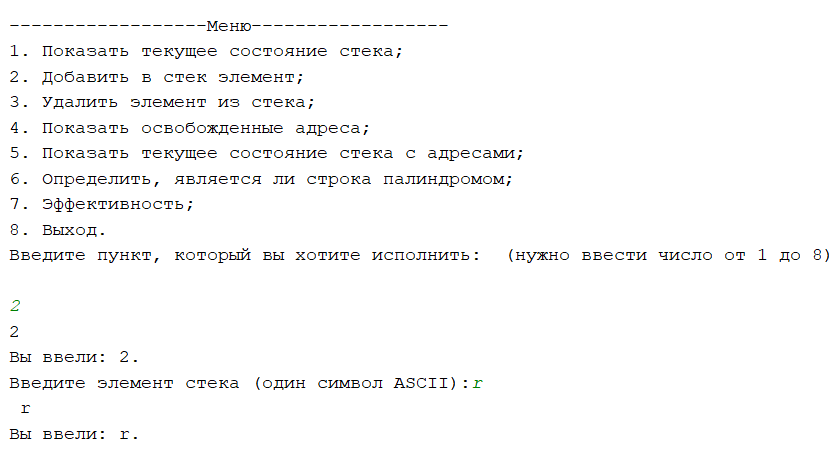 ------------------Меню------------------
1. Показать текущее состояние стека;
2. Добавить в стек элемент;
3. Удалить элемент из стека;
4. Показать освобожденные адреса;
5. Показать текущее состояние стека с адресами;
6. Определить, является ли строка палиндромом;
7. Эффективность;
8. Выход.
Введите пункт, который вы хотите исполнить:  (нужно ввести число от 1 до 8)
2
2
Вы ввели: 2.
Введите элемент стека (один символ ASCII):r
 r
Вы ввели: r.